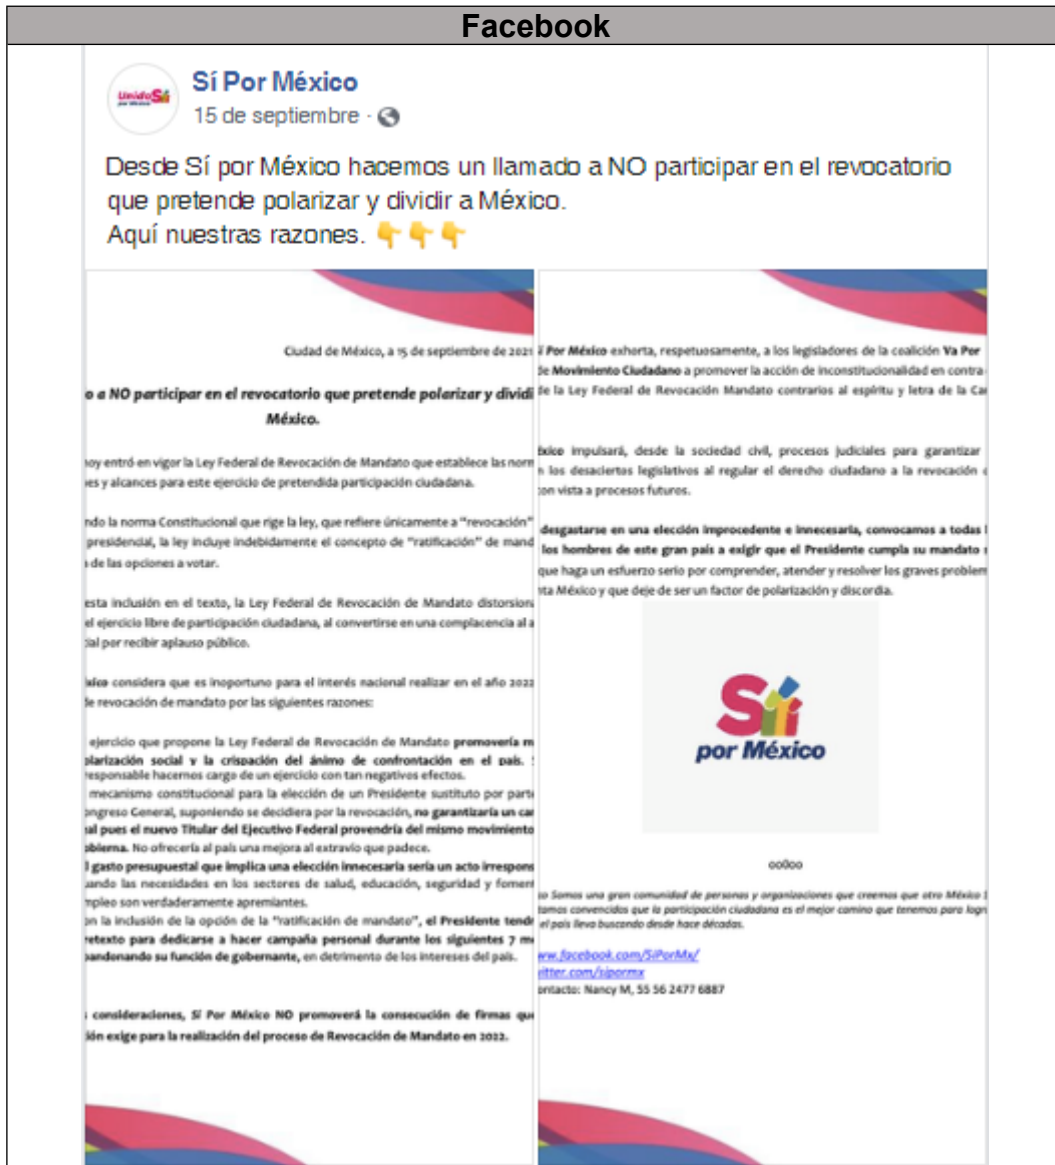 Facebook
Unido Sí
por México
Sí Por México
15 de septiembre ·
Desde Sí por México hacemos un llamado a NO participar en el revocatorio
que pretende polarizar y dividir a México.
Aquí nuestras razones. 👇👇👇
Ciudad de México, a 15 de septiembre de 2021
o a NO participar en el revocatorio que pretende polarizar y dividi
México.
hoy entró en vigor la Ley Federal de Revocación de Mandato que establece las norm
es y alcances para este ejercicio de pretendida participación ciudadana.
ndo la norma Constitucional que rige la ley, que refiere únicamente a "revocación"
presidencial, la ley incluye indebidamente el concepto de "ratificación" de mand
de las opciones a votar.
esta inclusión en el texto, la Ley Federal de Revocación de Mandato distorsion
el ejercicio libre de participación ciudadana, al convertirse en una complacencia al a
ial por recibir aplauso público.
xico considera que es inoportuno para el interés nacional realizar en el año 2022
de revocación de mandato por las siguientes razones:
ejercicio que propone la Ley Federal de Revocación de Mandato promovería m
olarización social y la crispación del ánimo de confrontación en el país.
responsable hacernos cargo de un ejercicio con tan negativos efectos.
mecanismo constitucional para la elección de un Presidente sustituto por parte
ongreso General, suponiendo se decidiera por la revocación, no garantizaría un cam
al pues el nuevo Titular del Ejecutivo Federal provendría del mismo movimiento
obierna. No ofrecería al país una mejora al extravío que padece.
l gasto presupuestal que implica una elección innecesaria sería un acto irrespons
uando las necesidades en los sectores de salud, educación, seguridad y foment
mpleo son verdaderamente apremiantes.
on la inclusión de la opción de la "ratificación de mandato", el Presidente tendr
retexto para dedicarse a hacer campaña personal durante los siguientes 7 me
bandonando su función de gobernante, en detrimento de los intereses del país.
consideraciones, Sí Por México NO promoverá la consecución de firmas que
ión exige para la realización del proceso de Revocación de Mandato en 2022.
í Por México exhorta, respetuosamente, a los legisladores de la coalición Va Por
de Movimiento Ciudadano a promover la acción de inconstitucionalidad en contra
de la Ley Federal de Revocación Mandato contrarios al espíritu y letra de la Car
éxico impulsará, desde la sociedad civil, procesos judiciales para garantizar
n los desaciertos legislativos al regular el derecho ciudadano a la revocación
con vista a procesos futuros.
desgastarse en una elección improcedente e innecesaria, convocamos a todas l
los hombres de este gran país a exigir que el Presidente cumpla su mandato
que haga un esfuerzo serio por comprender, atender y resolver los graves problem
nta México y que deje de ser un factor de polarización y discordia.
Sí
por México
oo0oo
co Somos una gran comunidad de personas y organizaciones que creemos que otro México
tamos convencidos que la participación ciudadana es el mejor camino que tenemos para logr
el país lleva buscando desde hace décadas.
ww.facebook.com/SiPorMx/
itter.com/sipormx
ontacto: Nancy M, 55 56 2477 6887